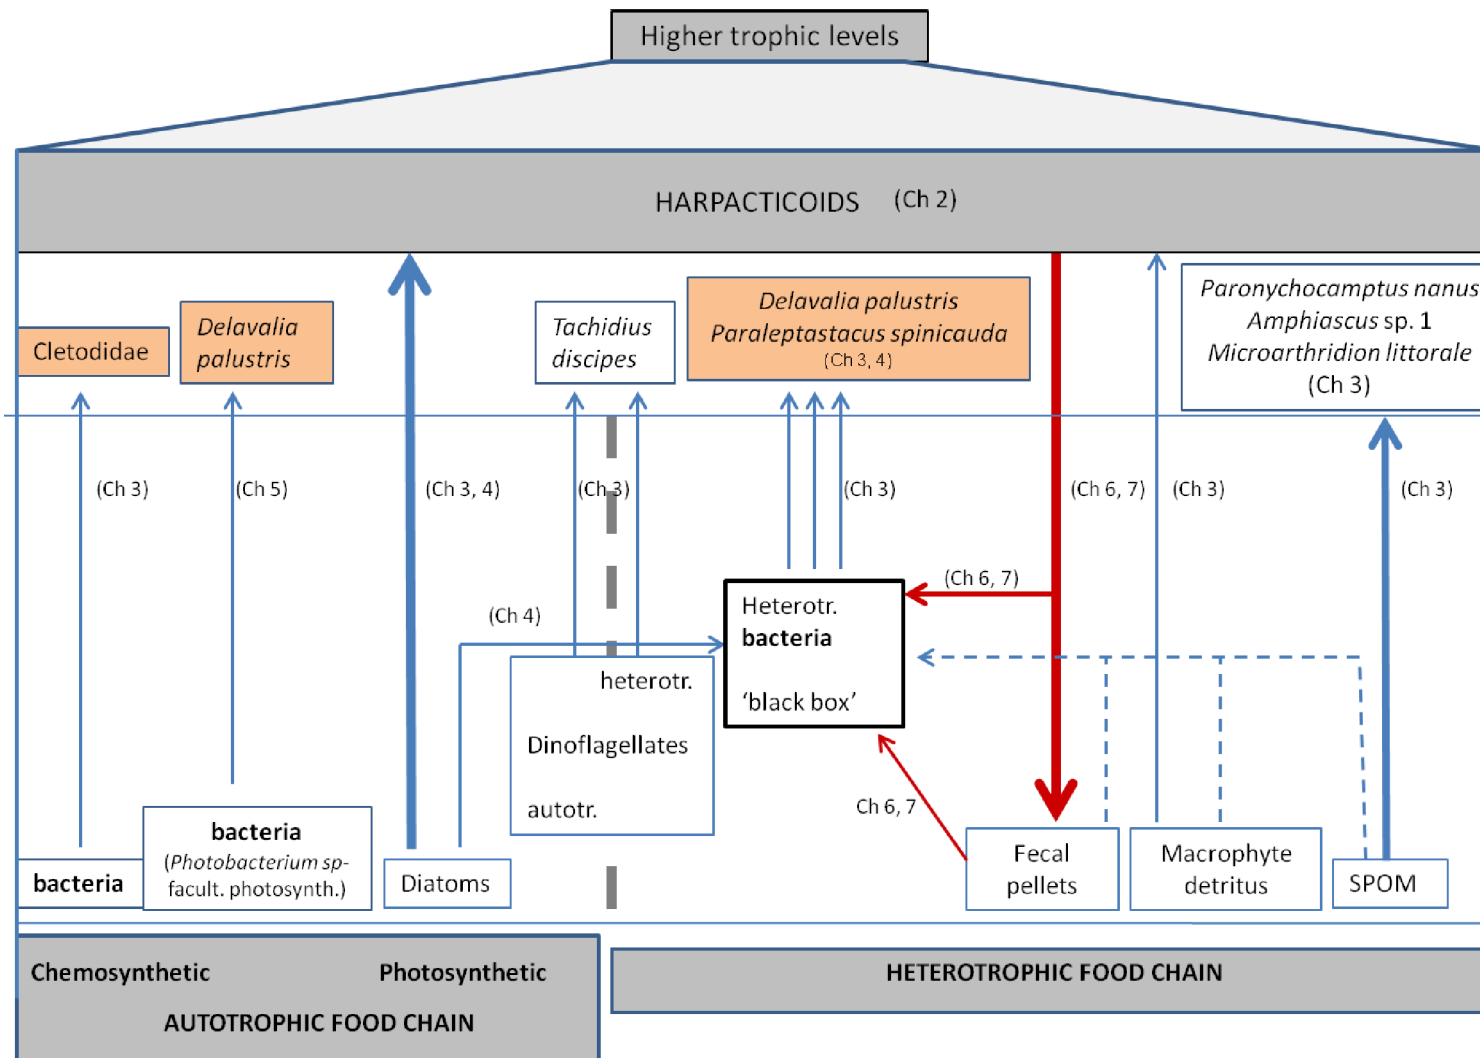 Higher trophic levels
HARPACTICOIDS (Ch 2)
Cletodidae
Delavalia
palustris
Tachidius
discipes
Delavalia palustris
Paraleptastacus spinicauda
(Ch 3, 4)
Paronychocamptus nanus
Amphiascus sp. 1
Microarthridion littorale
(Ch 3)
(Ch 3)
(Ch 5)
(Ch 3, 4)
(Ch 3)
(Ch 3)
(Ch 6, 7)
(Ch 3)
(Ch 3)
(Ch 4)
(Ch 6, 7)
Heterotr.
bacteria
‘black box’
heterotr.
Dinoflagellates
autotr.
Ch 6, 7
bacteria
bacteria
(Photobacterium sp-
facult. photosynth.)
Diatoms
Fecal
pellets
Macrophyte
detritus
SPOM
Chemosynthetic
Photosynthetic
AUTOTROPHIC FOOD CHAIN
HETEROTROPHIC FOOD CHAIN